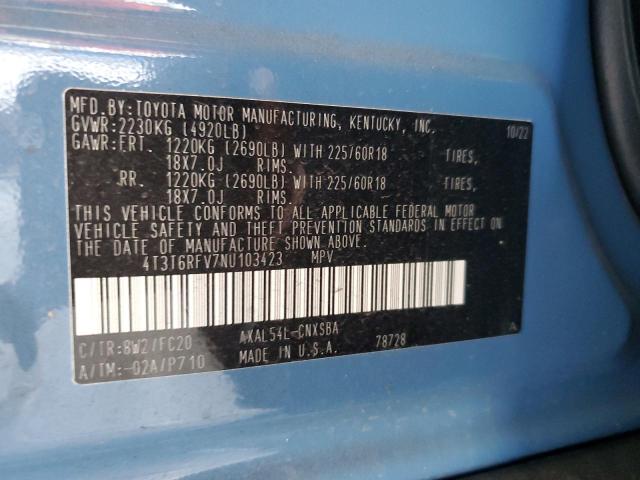 MFD.BY:TOYOTA MOTOR MANUFACTURING, KENTUCKY, INC. 10/22
GVWR:2230KG (4920LB)
GAWR:FRT. 1220KG (2690LB) WITH 225/60R18 TIRES,
18X7.0J RIMS.
RR. 1220KG (2690LB) WITH 225/60R18 TIRES,
18X7.0J RIMS.
THIS VEHICLE CONFORMS TO ALL APPLICABLE FEDERAL MOTOR
VEHICLE SAFETY AND THEFT PREVENTION STANDARDS IN EFFECT ON
THE DATE OF MANUFACTURE SHOWN ABOVE.
4T3T6RFV7NU103423 MPV
C/TR:8W2/FC20 AXAL54L-CNXSBA A
A/TM:-02A/P710 MADE IN U.S.A. 78728